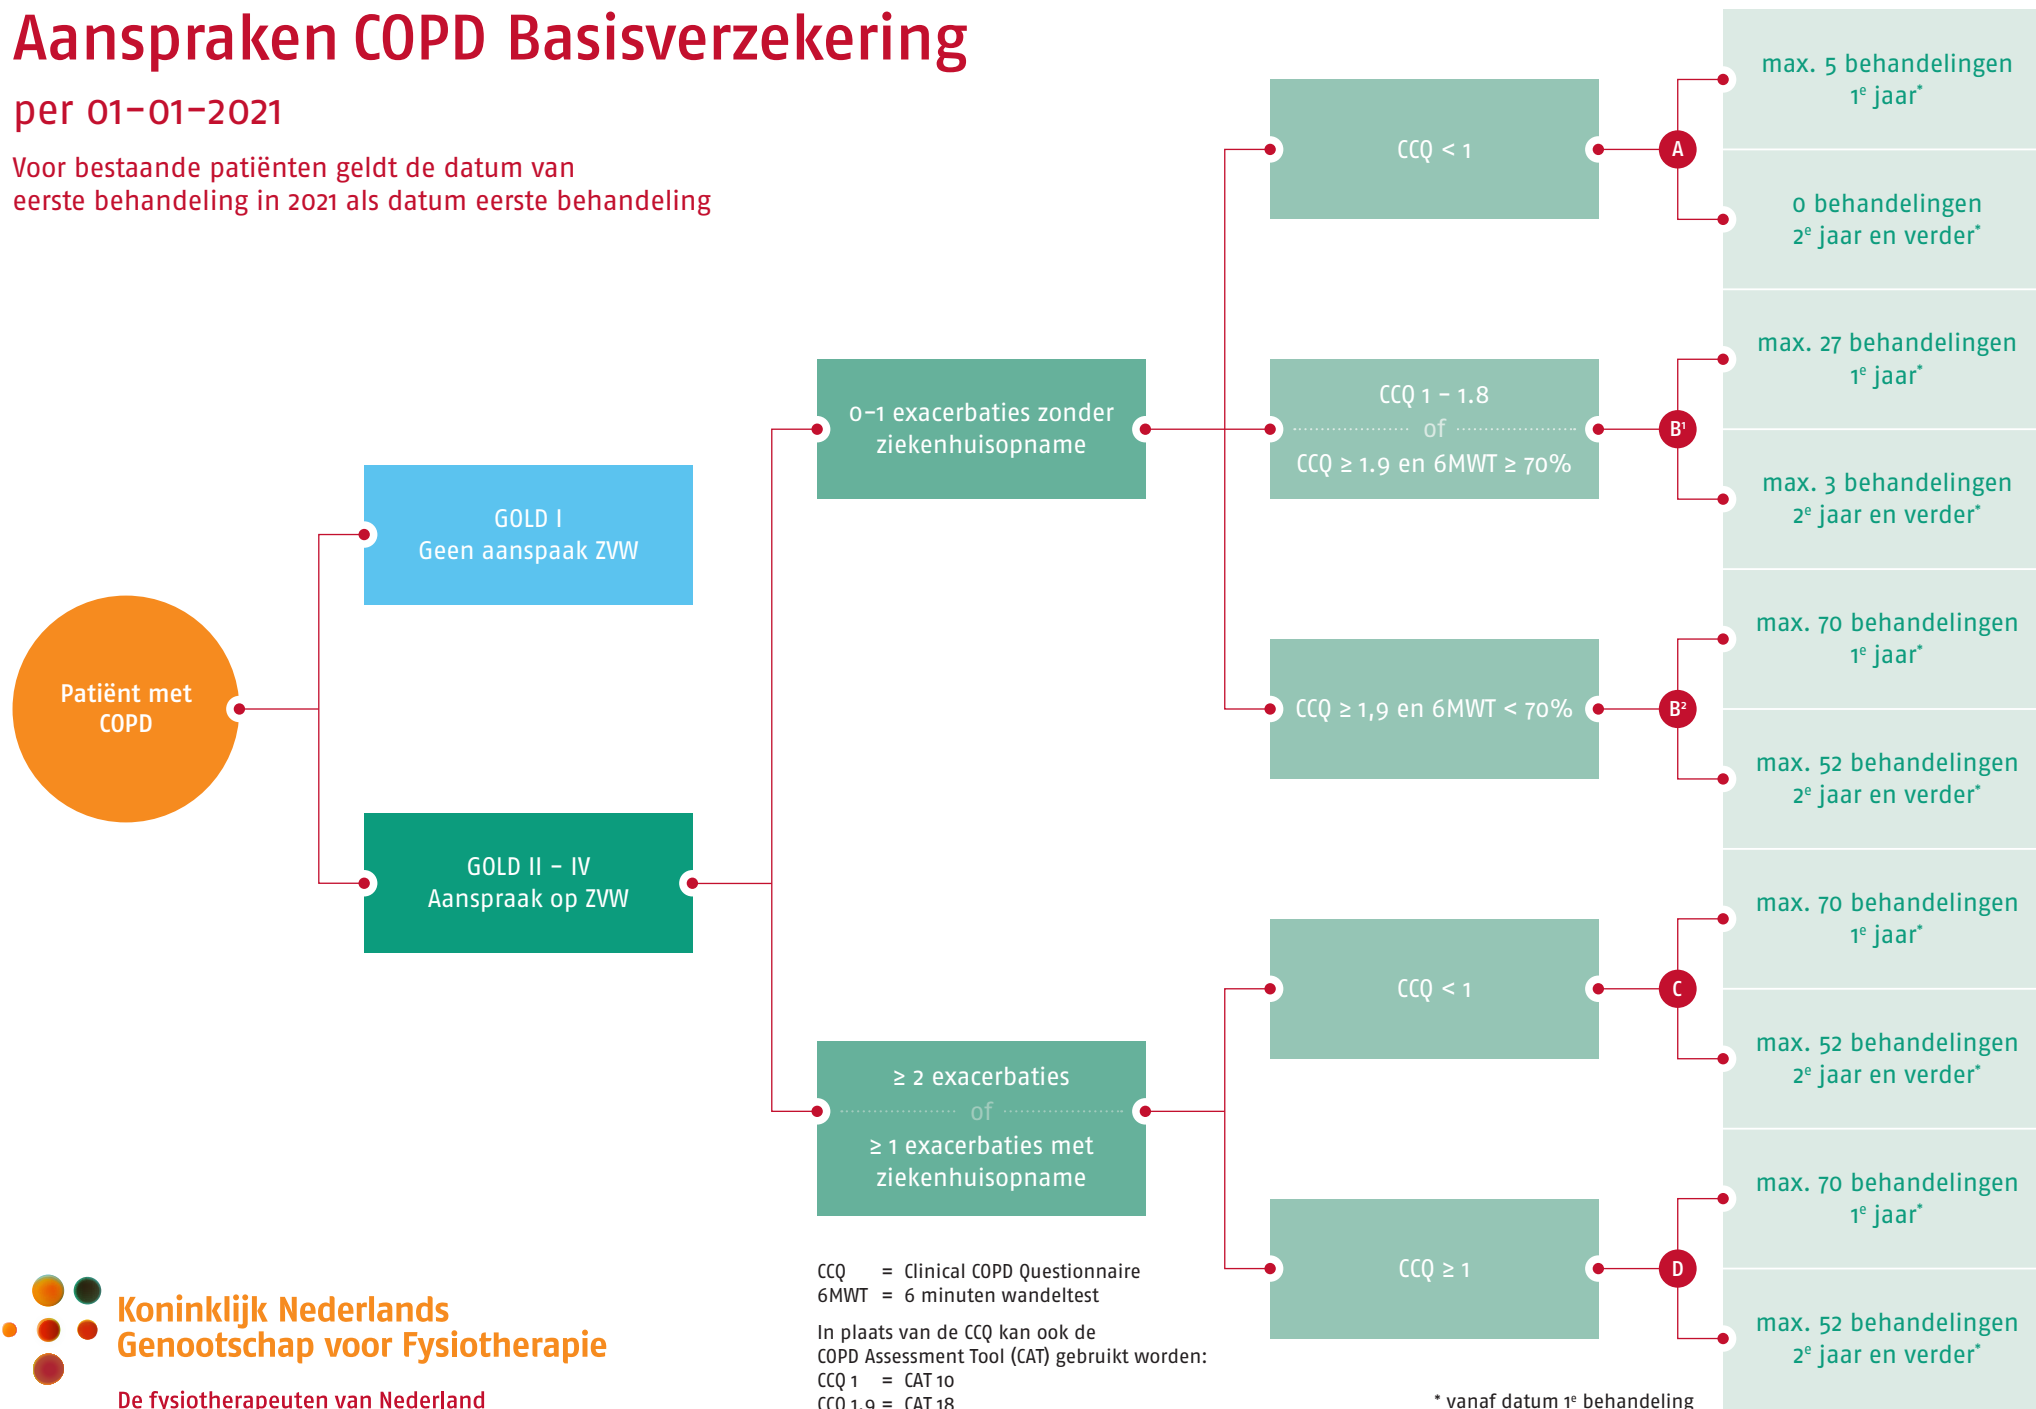 Aanspraken COPD Basisverzekering
per 01-01-2021
Voor bestaande patiënten geldt de datum van
eerste behandeling in 2021 als datum eerste behandeling
Patiënt met
COPD
GOLD I
Geen aanspaak ZVW
GOLD II – IV
Aanspraak op ZVW
0-1 exacerbaties zonder
ziekenhuisopname
≥ 2 exacerbaties
of
≥ 1 exacerbaties met
ziekenhuisopname
CCQ < 1
A
max. 5 behandelingen
1e jaar*
0 behandelingen
2e jaar en verder*
CCQ 1 – 1.8
of
CCQ ≥ 1.9 en 6MWT ≥ 70%
B¹
max. 27 behandelingen
1e jaar*
max. 3 behandelingen
2e jaar en verder*
CCQ ≥ 1,9 en 6MWT < 70%
B²
max. 70 behandelingen
1e jaar*
max. 52 behandelingen
2e jaar en verder*
CCQ < 1
C
max. 70 behandelingen
1e jaar*
max. 52 behandelingen
2e jaar en verder*
CCQ ≥ 1
D
max. 70 behandelingen
1e jaar*
max. 52 behandelingen
2e jaar en verder*
CCQ = Clinical COPD Questionnaire
6MWT = 6 minuten wandeltest
In plaats van de CCQ kan ook de
COPD Assessment Tool (CAT) gebruikt worden:
CCQ 1 = CAT 10
CCQ 1.9 = CAT 18
* vanaf datum 1e behandeling
Koninklijk Nederlands
Genootschap voor Fysiotherapie
De fysiotherapeuten van Nederland